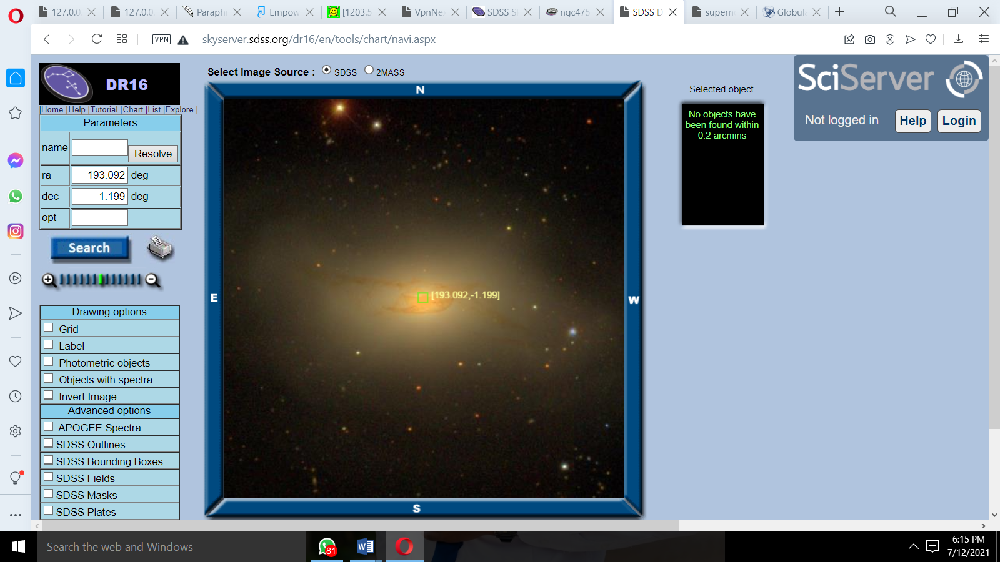 127.0.0
127.0.0
Paraph
Empow
[1203.5
VpnNe
SDSS S
ngc475
SDSS D
supern
Globul
VPN
skyserver.sdss.org/dr16/en/tools/chart/navi.aspx
DR16
|Home |Help |Tutorial |Chart |List |Explore |
Parameters
name
Resolve
ra 193.092 deg
dec -1.199 deg
opt
Search
Drawing options
Grid
Label
Photometric objects
Objects with spectra
Invert Image
Advanced options
APOGEE Spectra
SDSS Outlines
SDSS Bounding Boxes
SDSS Fields
SDSS Masks
SDSS Plates
Select Image Source : SDSS 2MASS
N
E
W
S
[193.092,-1.199]
Selected object
No objects have
been found within
0.2 arcmins
SciServer
Not logged in Help Login
Search the web and Windows
81
6:15 PM
7/12/2021